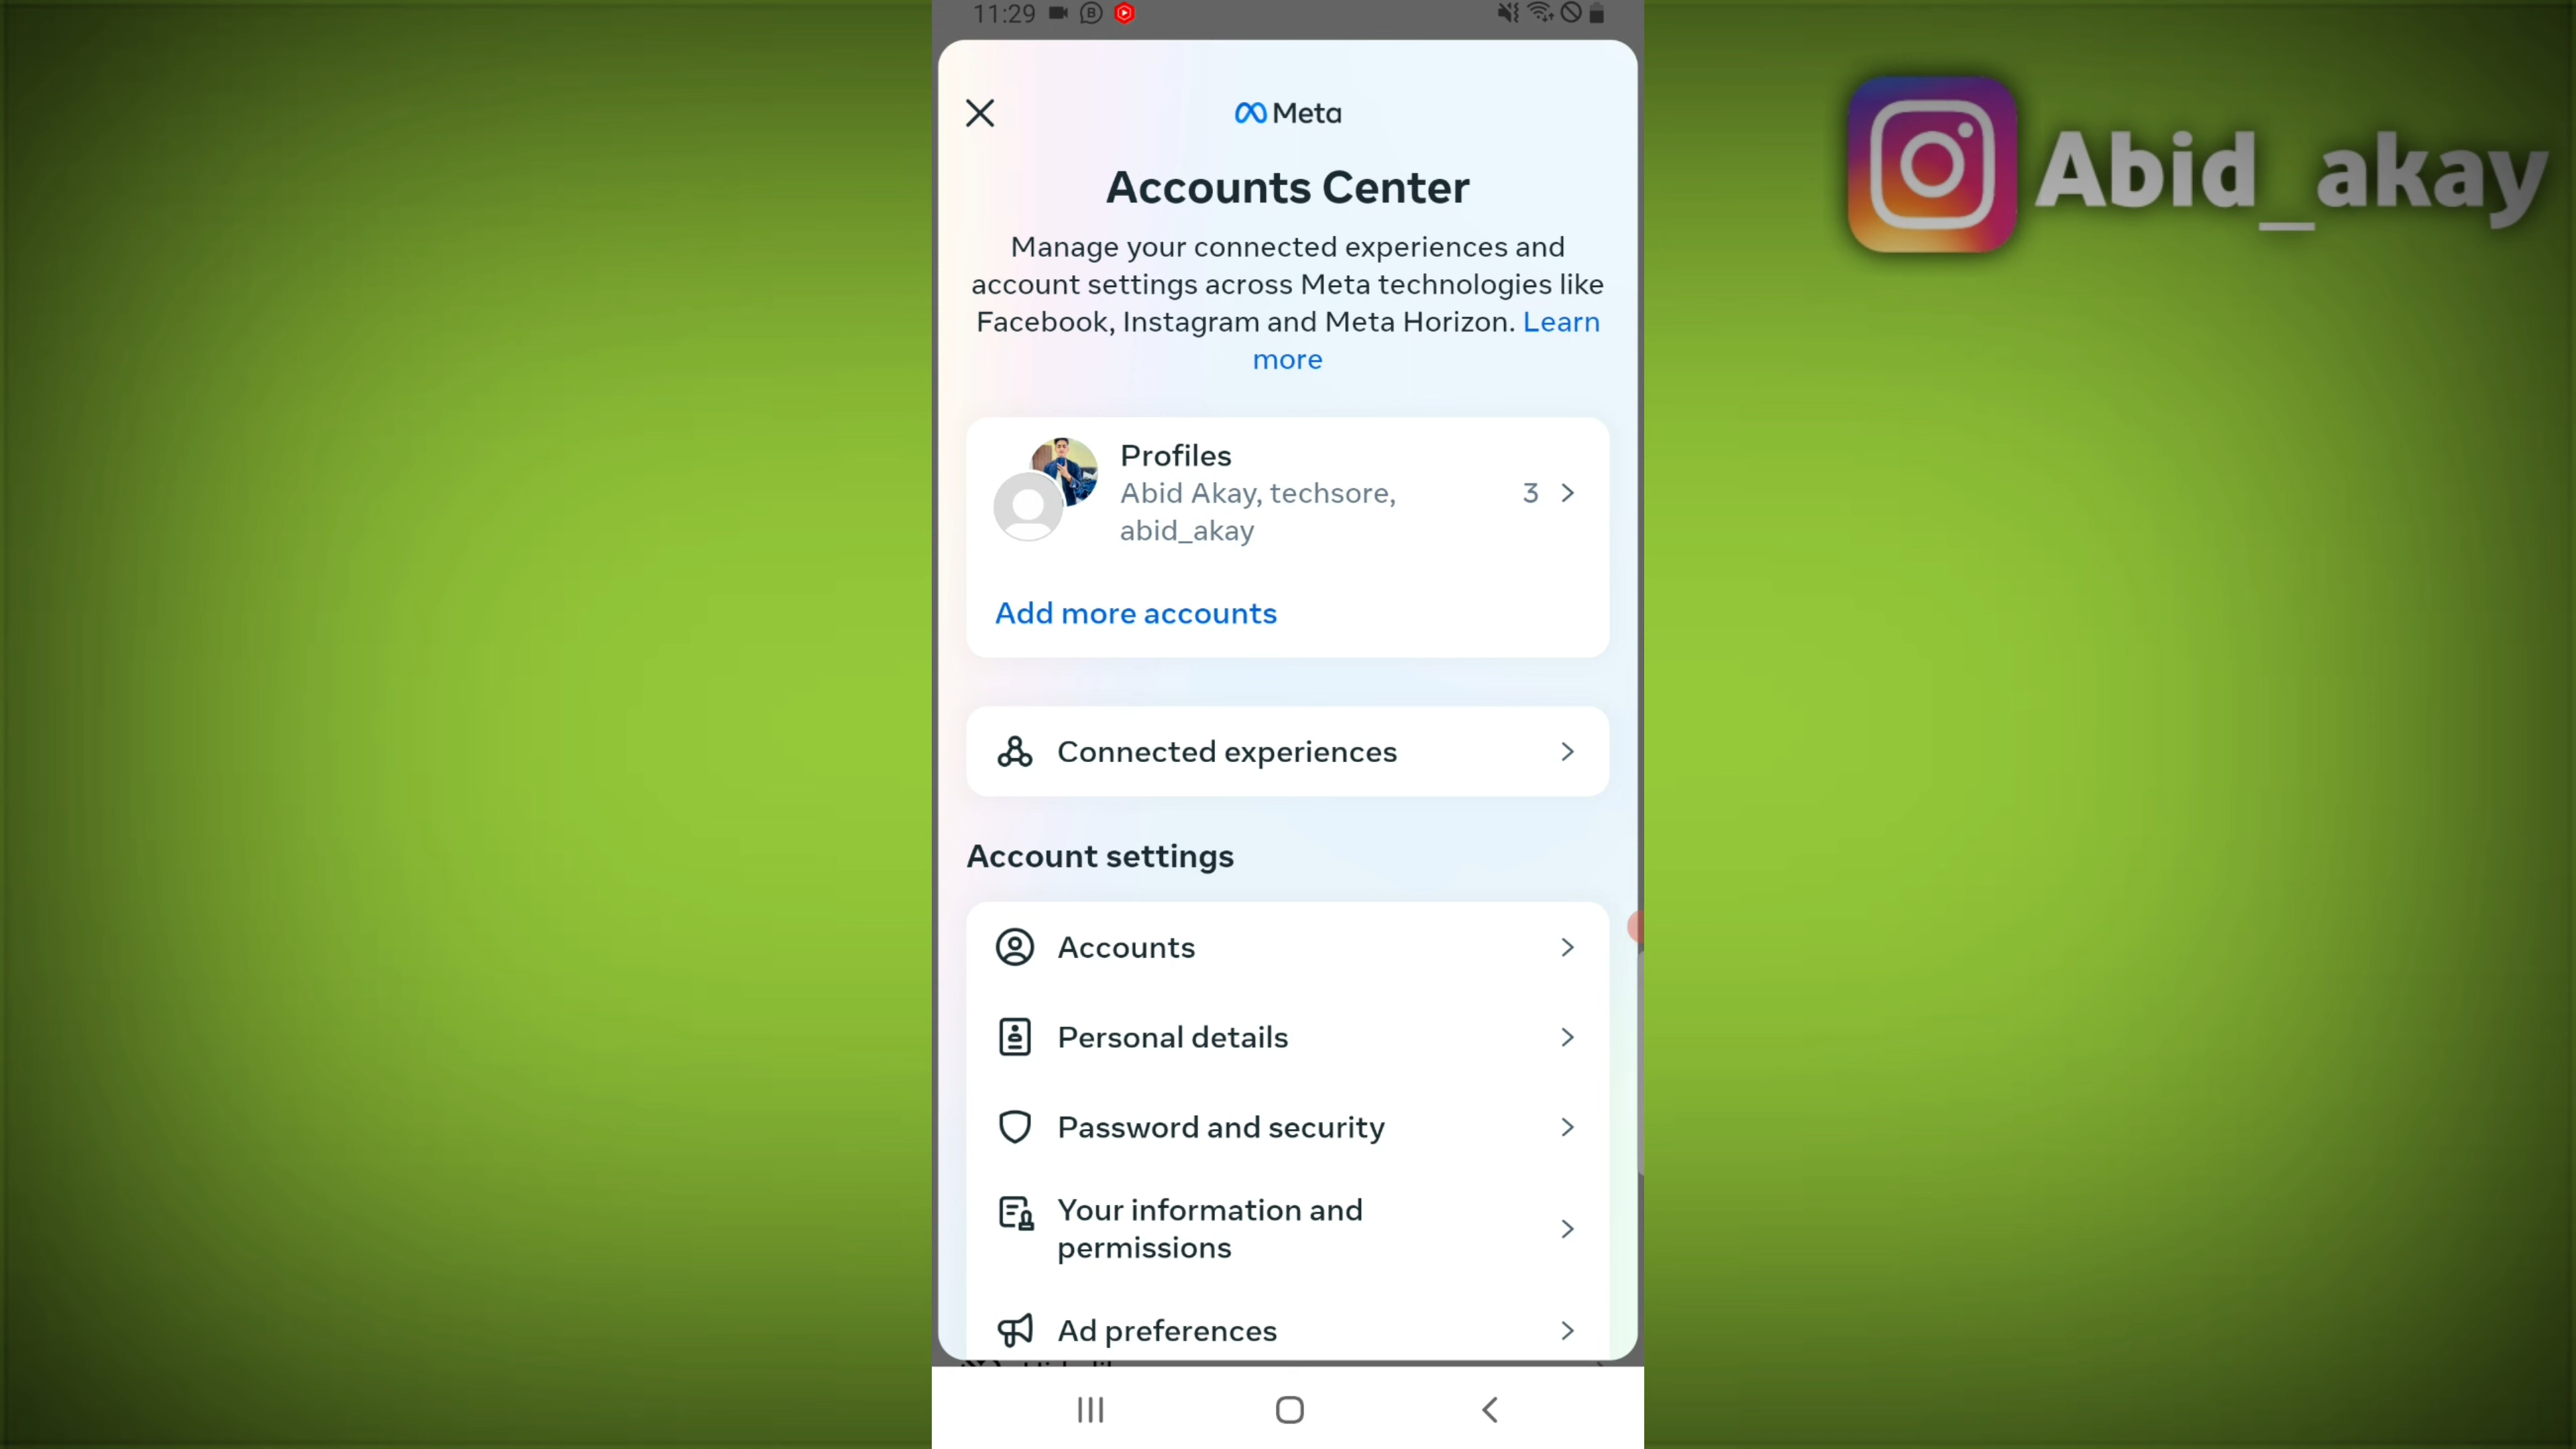 11:29
Abid_akay
Meta
Accounts Center
Manage your connected experiences and
account settings across Meta technologies like
Facebook, Instagram and Meta Horizon. Learn
more
Profiles
Abid Akay, techsore,
abid_akay
3
Add more accounts
Connected experiences
Account settings
Accounts
Personal details
Password and security
Your information and
permissions
Ad preferences